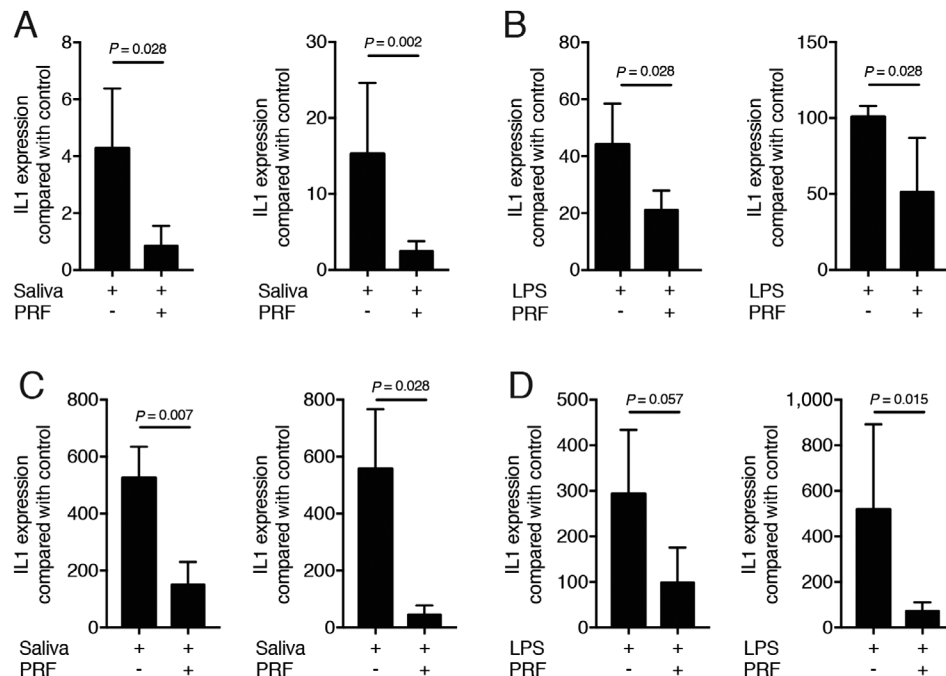 A
IL1 expression
compared with control
8
6
4
2
0
P = 0.028
Saliva + +
PRF - +
IL1 expression
compared with control
30
20
10
0
P = 0.002
Saliva + +
PRF - +
B
IL1 expression
compared with control
80
60
40
20
0
P = 0.028
LPS + +
PRF - +
IL1 expression
compared with control
150
100
50
0
P = 0.028
LPS + +
PRF - +
C
IL1 expression
compared with control
800
600
400
200
0
P = 0.007
Saliva + +
PRF - +
IL1 expression
compared with control
800
600
400
200
0
P = 0.028
Saliva + +
PRF - +
D
IL1 expression
compared with control
500
400
300
200
100
0
P = 0.057
LPS + +
PRF - +
IL1 expression
compared with control
1,000
800
600
400
200
0
P = 0.015
LPS + +
PRF - +